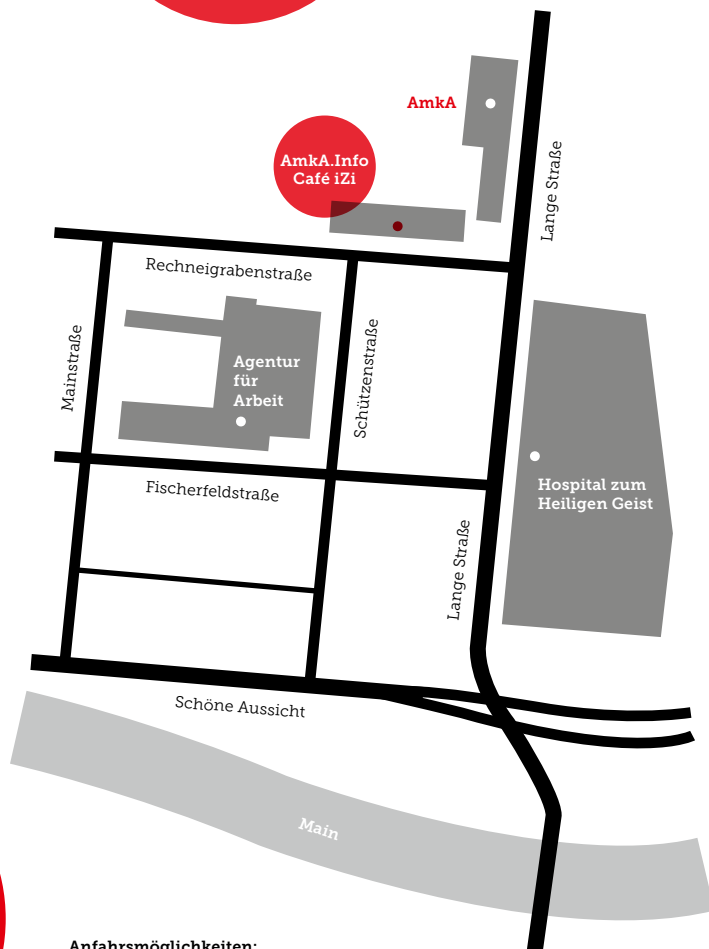 AmkA
AmkA.Info
Café iZi
Lange Straße
Rechneigrabenstraße
Mainstraße
Schützenstraße
Agentur
für
Arbeit
Hospital zum
Heiligen Geist
Fischerfeldstraße
Lange Straße
Schöne Aussicht
Main
Anfahrsmöglichkeiten: